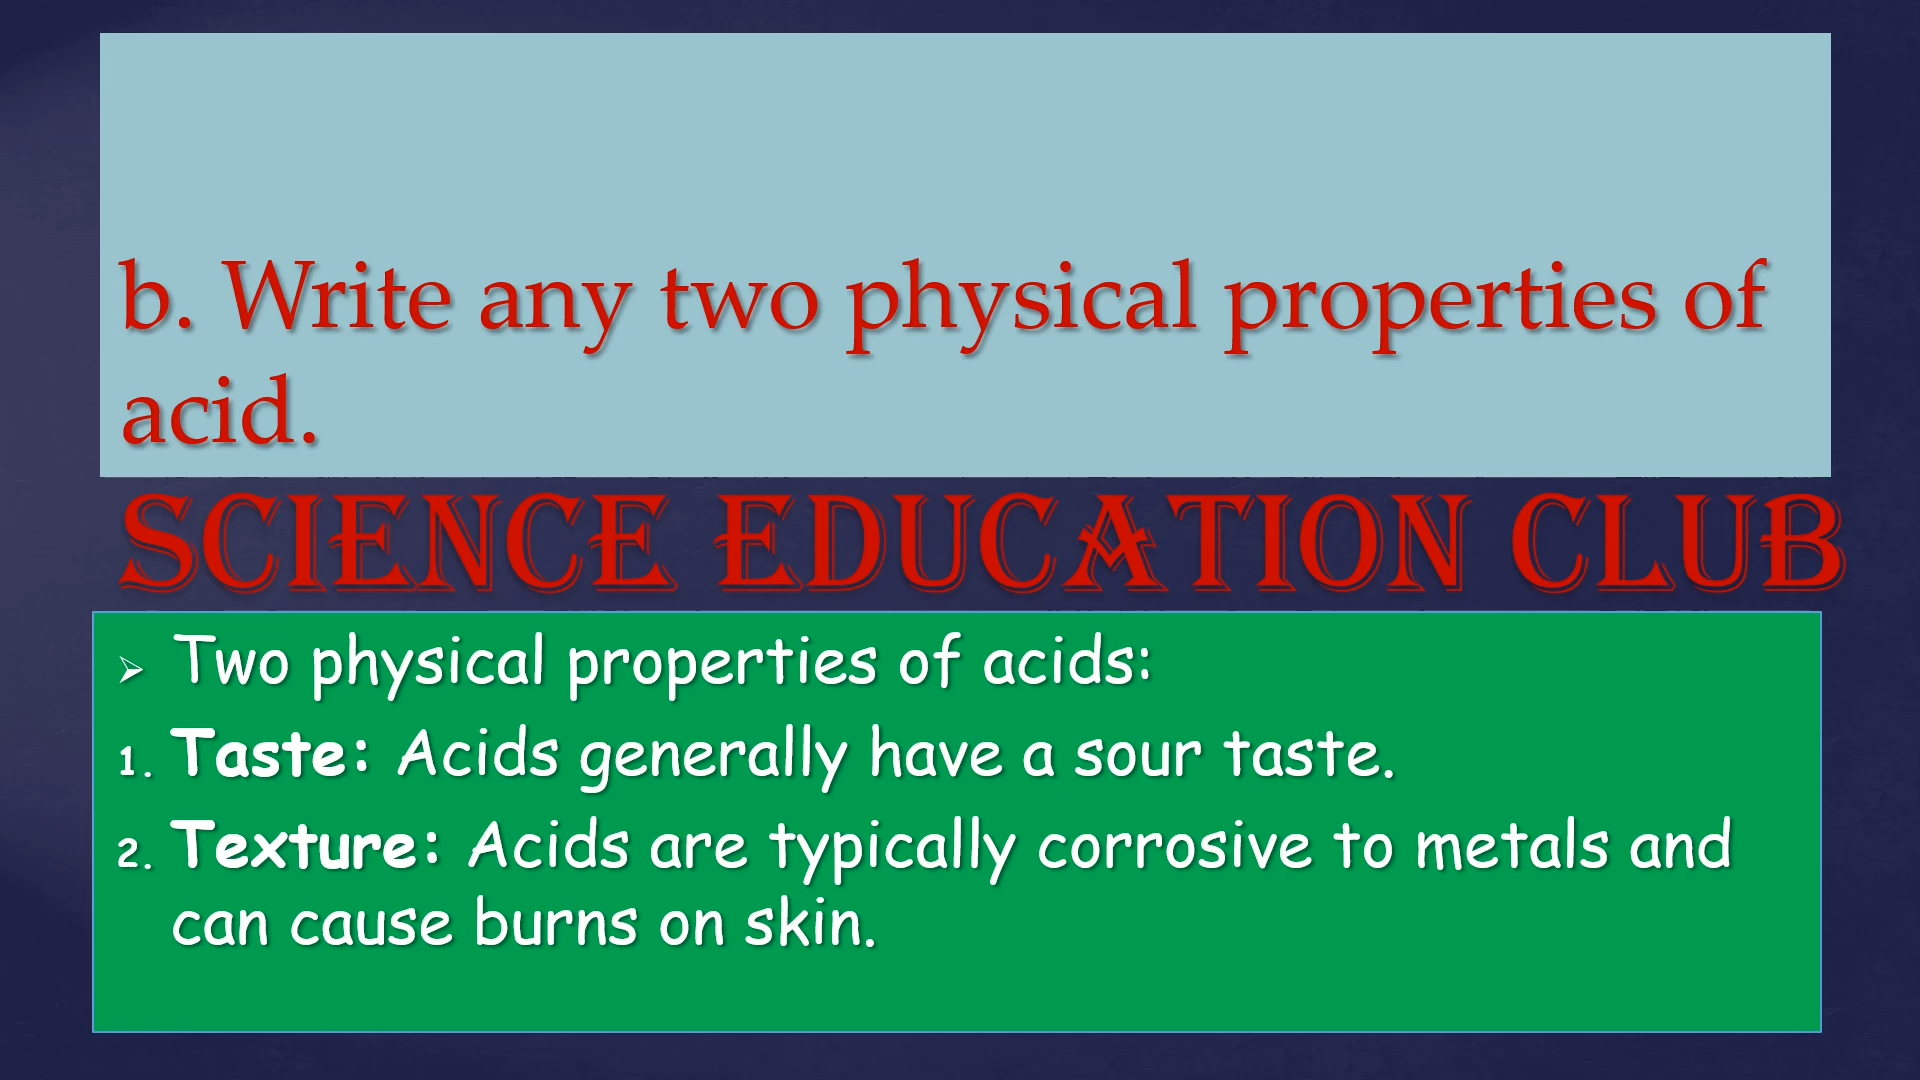 b. Write any two physical properties of
acid.
SCIENCE EDUCATION CLUB
➢ Two physical properties of acids:
1. Taste: Acids generally have a sour taste.
2. Texture: Acids are typically corrosive to metals and
can cause burns on skin.